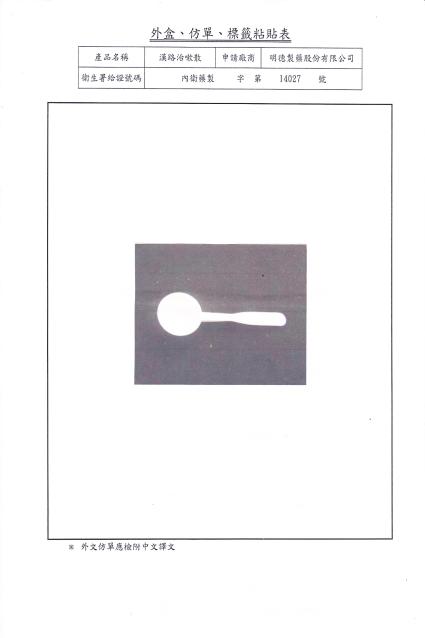 外盒、仿單、標籤粘貼表
產品名稱 漢路治嗽散 申請廠商 明德製藥股份有限公司
衛生署給證號碼 內衛藥製 字 第 14027 號
※ 外文仿單應檢附中文譯文